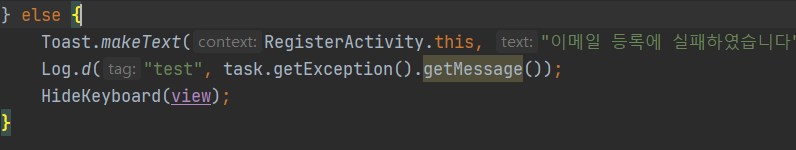 } else {
Toast.makeText( context: RegisterActivity.this, text: "이메일 등록에 실패하였습니다"
Log.d( tag: "test", task.getException().getMessage());
HideKeyboard(view);
}